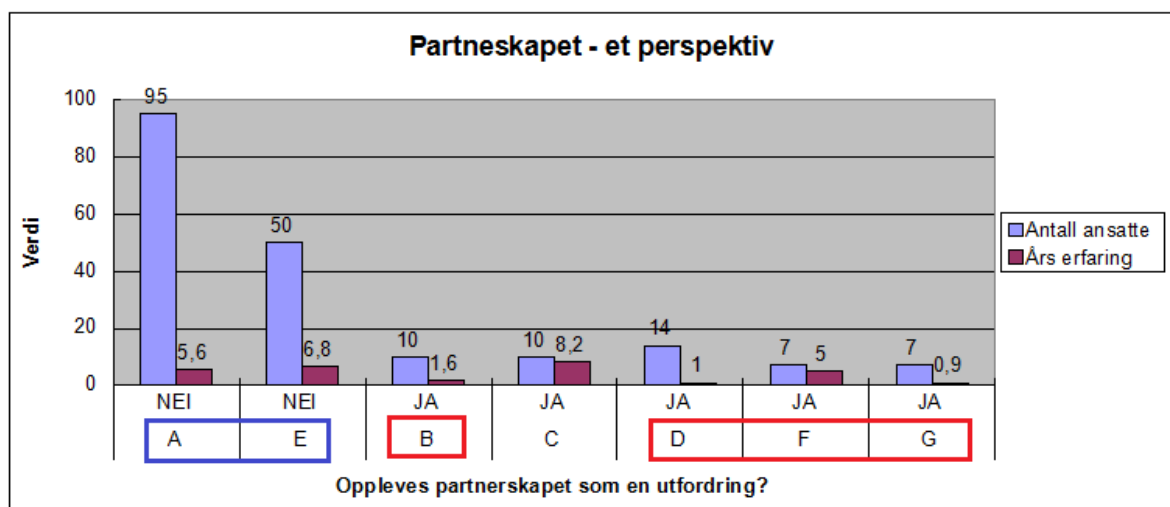 Partneskapet - et perspektiv
Verdi
100
80
60
40
20
0
95
5,6
50
6,8
10
1,6
10
8,2
14
1
7
5
7
0,9
NEI NEI JA JA JA JA JA
A E B C D F G
Oppleves partnerskapet som en utfordring?
Antall ansatte
Års erfaring